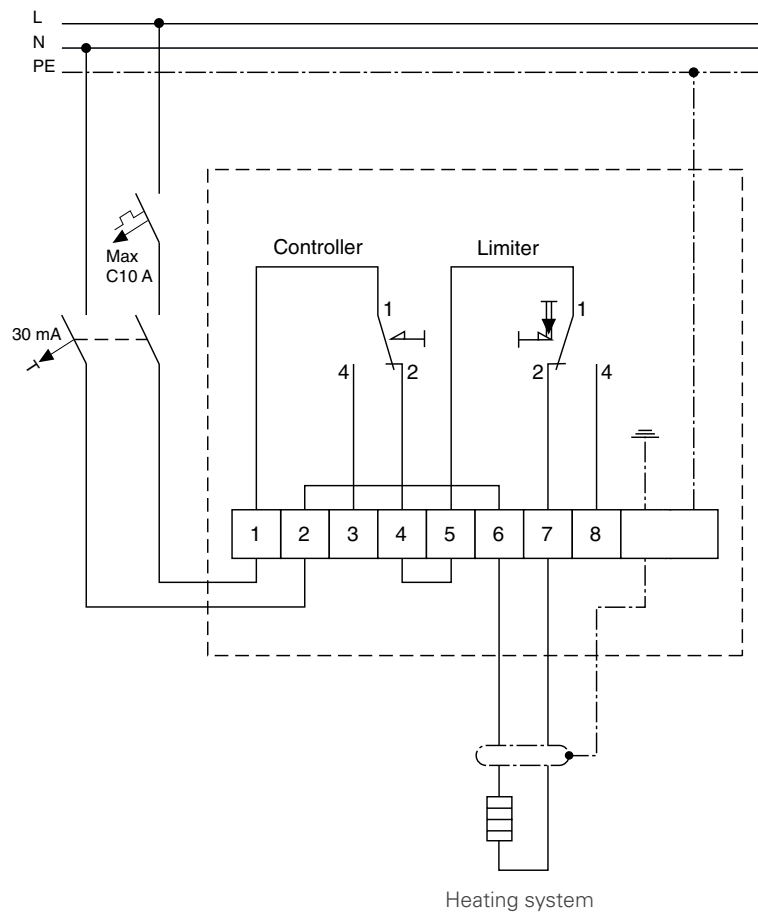 L
N
PE
Controller
Limiter
Max
C10 A
30 mA
1
1
4
2
2
4
1 2 3 4 5 6 7 8
Heating system